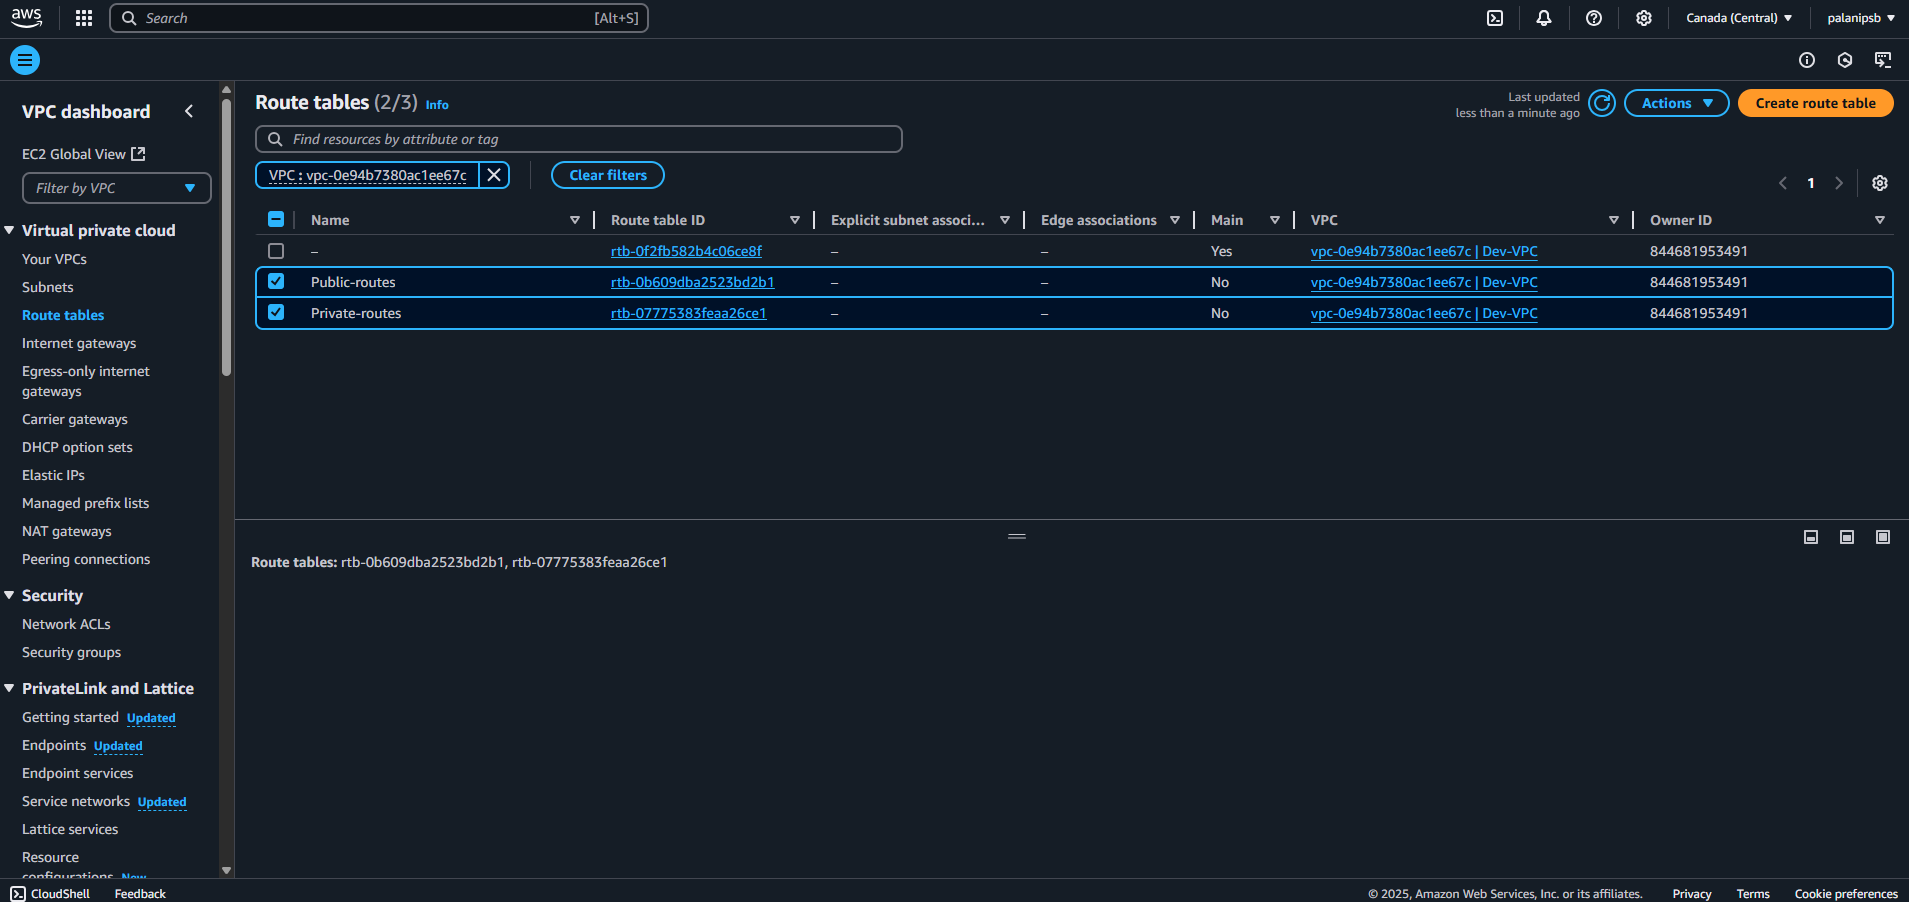 aws
Search [Alt+S]
Canada (Central) palanipsb
VPC dashboard
EC2 Global View
Filter by VPC
Virtual private cloud
Your VPCs
Subnets
Route tables
Internet gateways
Egress-only internet
gateways
Carrier gateways
DHCP option sets
Elastic IPs
Managed prefix lists
NAT gateways
Peering connections
Security
Network ACLs
Security groups
PrivateLink and Lattice
Getting started Updated
Endpoints Updated
Endpoint services
Service networks Updated
Lattice services
Resource
configurations New
Route tables (2/3) Info
Last updated
less than a minute ago
Actions
Create route table
Find resources by attribute or tag
VPC : vpc-0e94b7380ac1ee67c
Clear filters
1
Name Route table ID Explicit subnet associ... Edge associations Main VPC Owner ID
– rtb-0f2fb582b4c06ce8f – – Yes vpc-0e94b7380ac1ee67c | Dev-VPC 844681953491
Public-routes rtb-0b609dba2523bd2b1 – – No vpc-0e94b7380ac1ee67c | Dev-VPC 844681953491
Private-routes rtb-07775383feaa26ce1 – – No vpc-0e94b7380ac1ee67c | Dev-VPC 844681953491
Route tables: rtb-0b609dba2523bd2b1, rtb-07775383feaa26ce1
CloudShell Feedback © 2025, Amazon Web Services, Inc. or its affiliates. Privacy Terms Cookie preferences